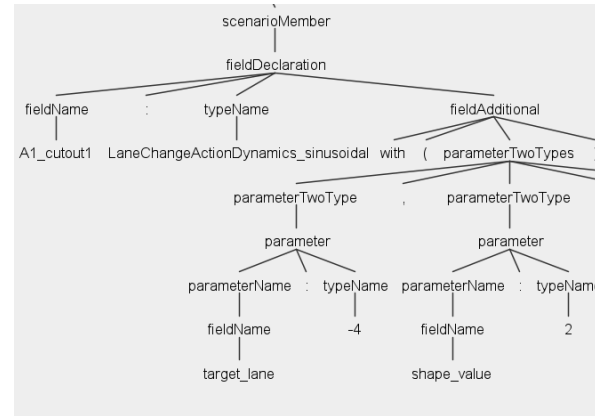 scenarioMember
fieldDeclaration
fieldName : typeName fieldAdditional
A1_cutout1 LaneChangeActionDynamics_sinusoidal with ( parameterTwoTypes
parameterTwoType , parameterTwoType
parameter parameter
parameterName : typeName parameterName : typeName
fieldName -4 fieldName 2
target_lane shape_value